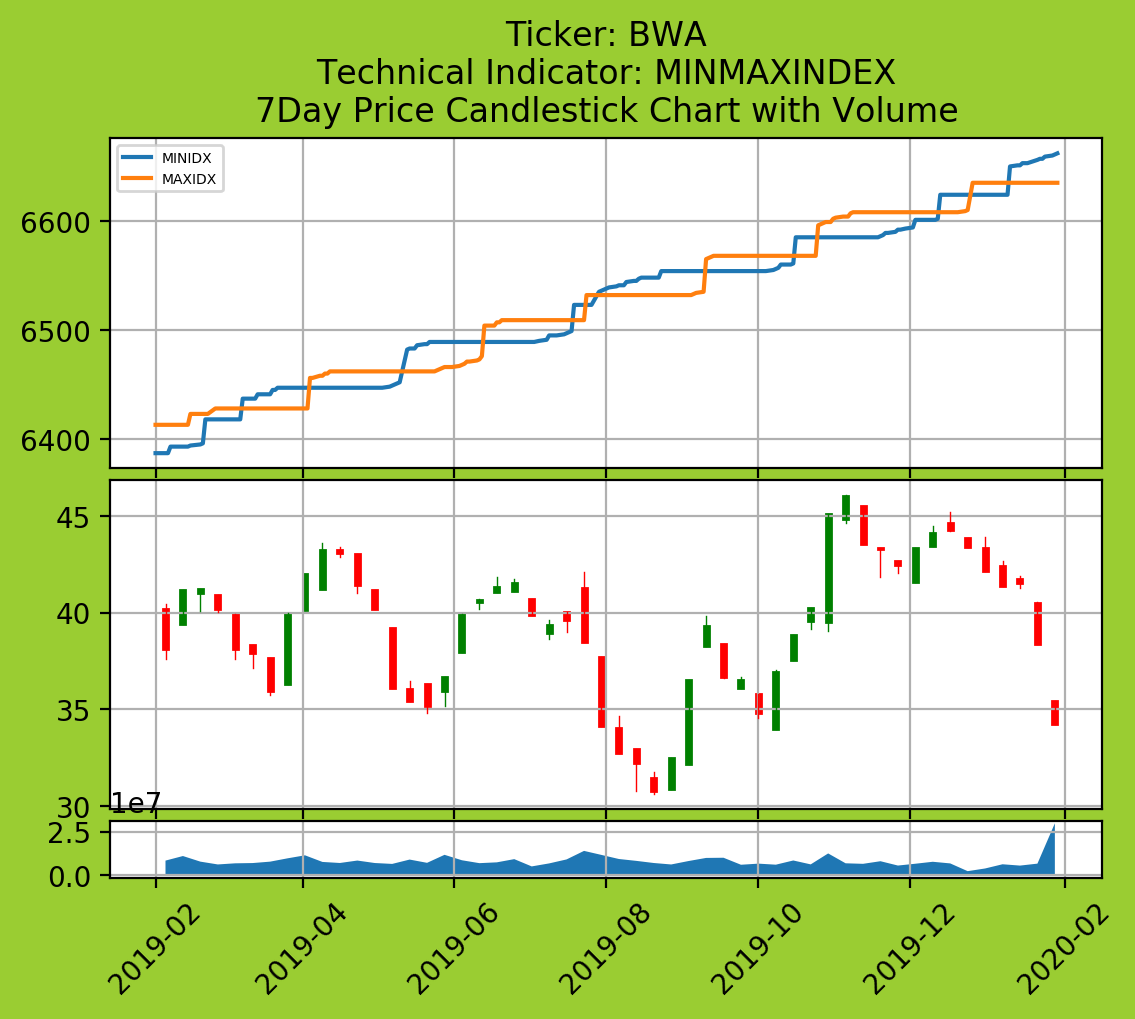 Ticker: BWA
Technical Indicator: MINMAXINDEX
7Day Price Candlestick Chart with Volume
MINIDX
MAXIDX
6600
6500
6400
45
40
35
30
1e7
2.5
0.0
2019-02
2019-04
2019-06
2019-08
2019-10
2019-12
2020-02